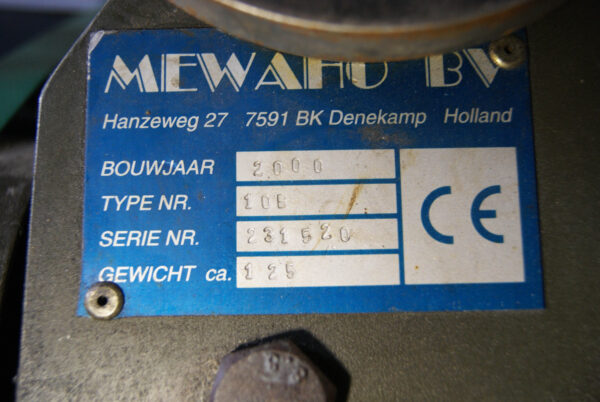 MEWAHO BV
Hanzeweg 27 7591 BK Denekamp Holland
BOUWJAAR 2000
TYPE NR. 10E
SERIE NR. 231520
GEWICHT ca. 125
CE